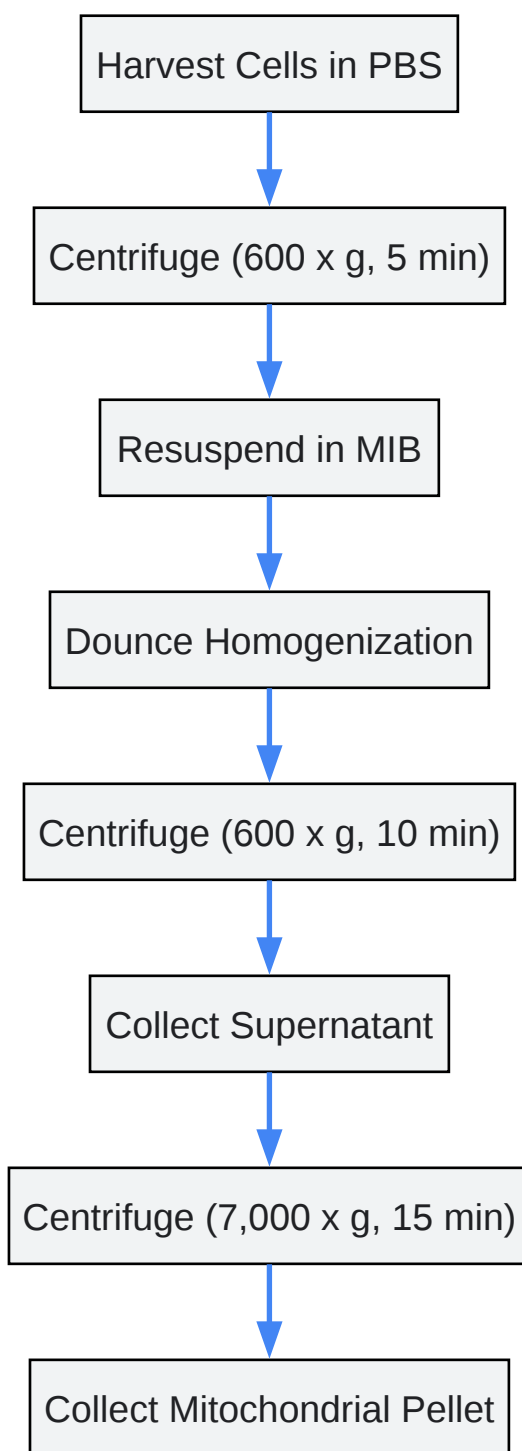 Harvest Cells in PBS
Centrifuge (600 x g, 5 min)
Resuspend in MIB
Dounce Homogenization
Centrifuge (600 x g, 10 min)
Collect Supernatant
Centrifuge (7,000 x g, 15 min)
Collect Mitochondrial Pellet